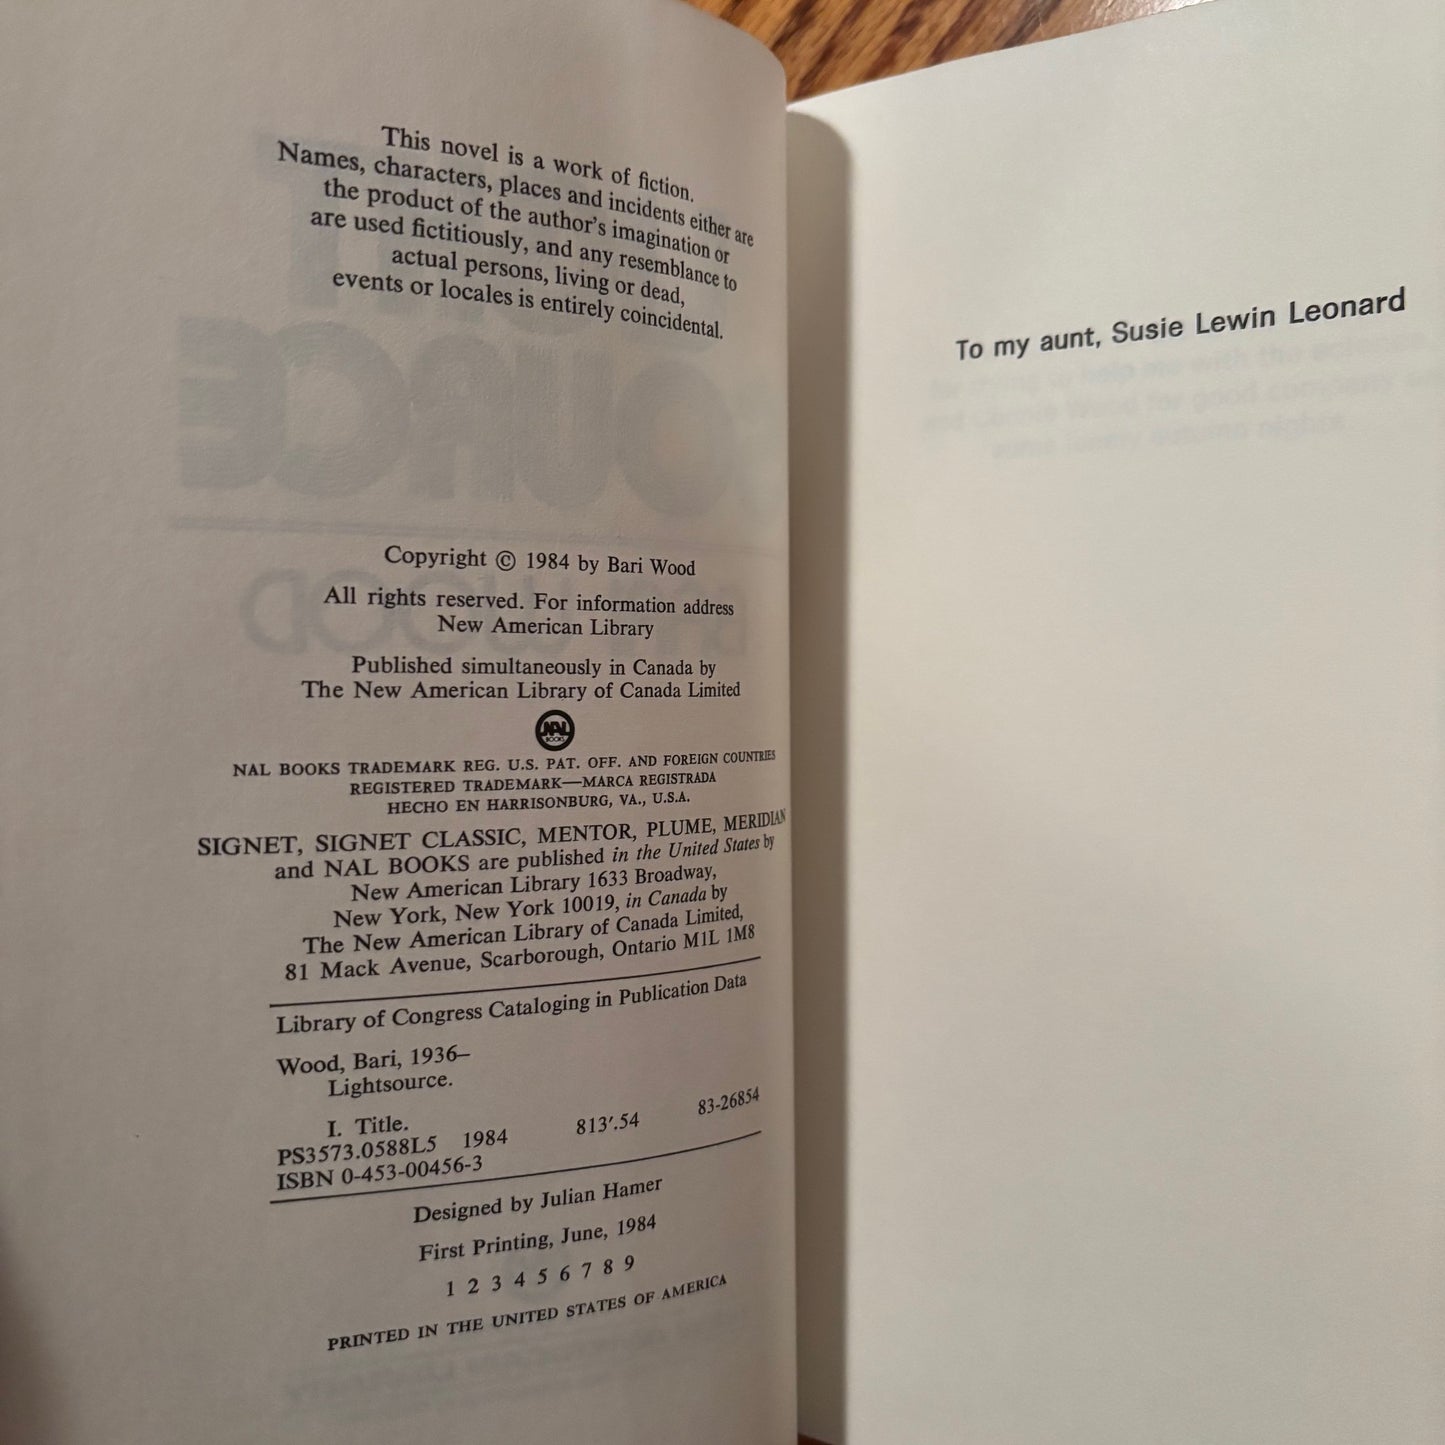 This novel is a work of fiction.
Names, characters, places and incidents either are
the product of the author's imagination or
are used fictitiously, and any resemblance to
actual persons, living or dead,
events or locales is entirely coincidental.
Copyright © 1984 by Bari Wood
All rights reserved. For information address
New American Library
Published simultaneously in Canada by
The New American Library of Canada Limited
NAL
BOOKS
NAL BOOKS TRADEMARK REG. U.S. PAT. OFF. AND FOREIGN COUNTRIES
REGISTERED TRADEMARK—MARCA REGISTRADA
HECHO EN HARRISONBURG, VA., U.S.A.
SIGNET, SIGNET CLASSIC, MENTOR, PLUME, MERIDIAN
and NAL BOOKS are published in the United States by
New American Library 1633 Broadway,
New York, New York 10019, in Canada by
The New American Library of Canada Limited,
81 Mack Avenue, Scarborough, Ontario M1L 1M8
Library of Congress Cataloging in Publication Data
Wood, Bari, 1936–
Lightsource.
I. Title.
PS3573.0588L5 1984 813'.54 83-26854
ISBN 0-453-00456-3
Designed by Julian Hamer
First Printing, June, 1984
1 2 3 4 5 6 7 8 9
PRINTED IN THE UNITED STATES OF AMERICA
To my aunt, Susie Lewin Leonard